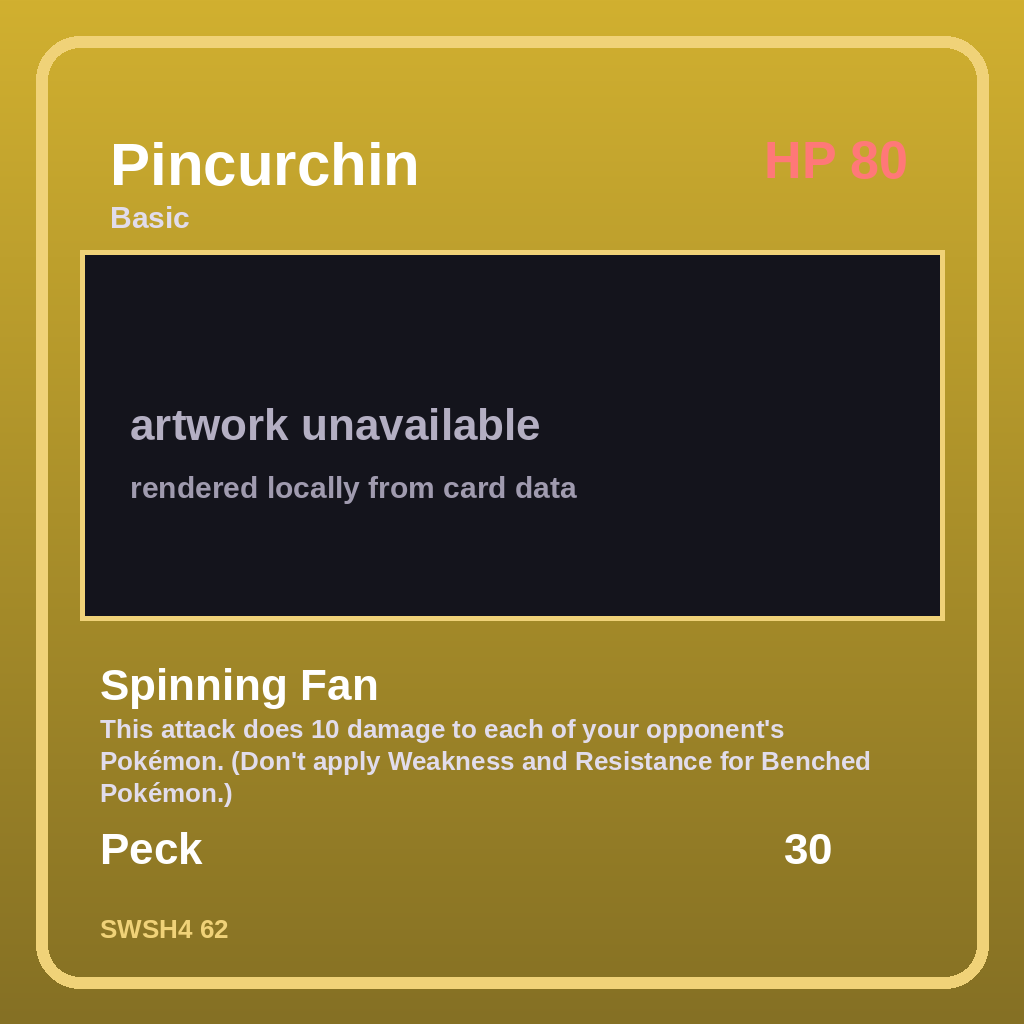 Pincurchin
HP 80
Basic
artwork unavailable
rendered locally from card data
Spinning Fan
This attack does 10 damage to each of your opponent's
Pokémon. (Don't apply Weakness and Resistance for Benched
Pokémon.)
Peck 30
SWSH4 62